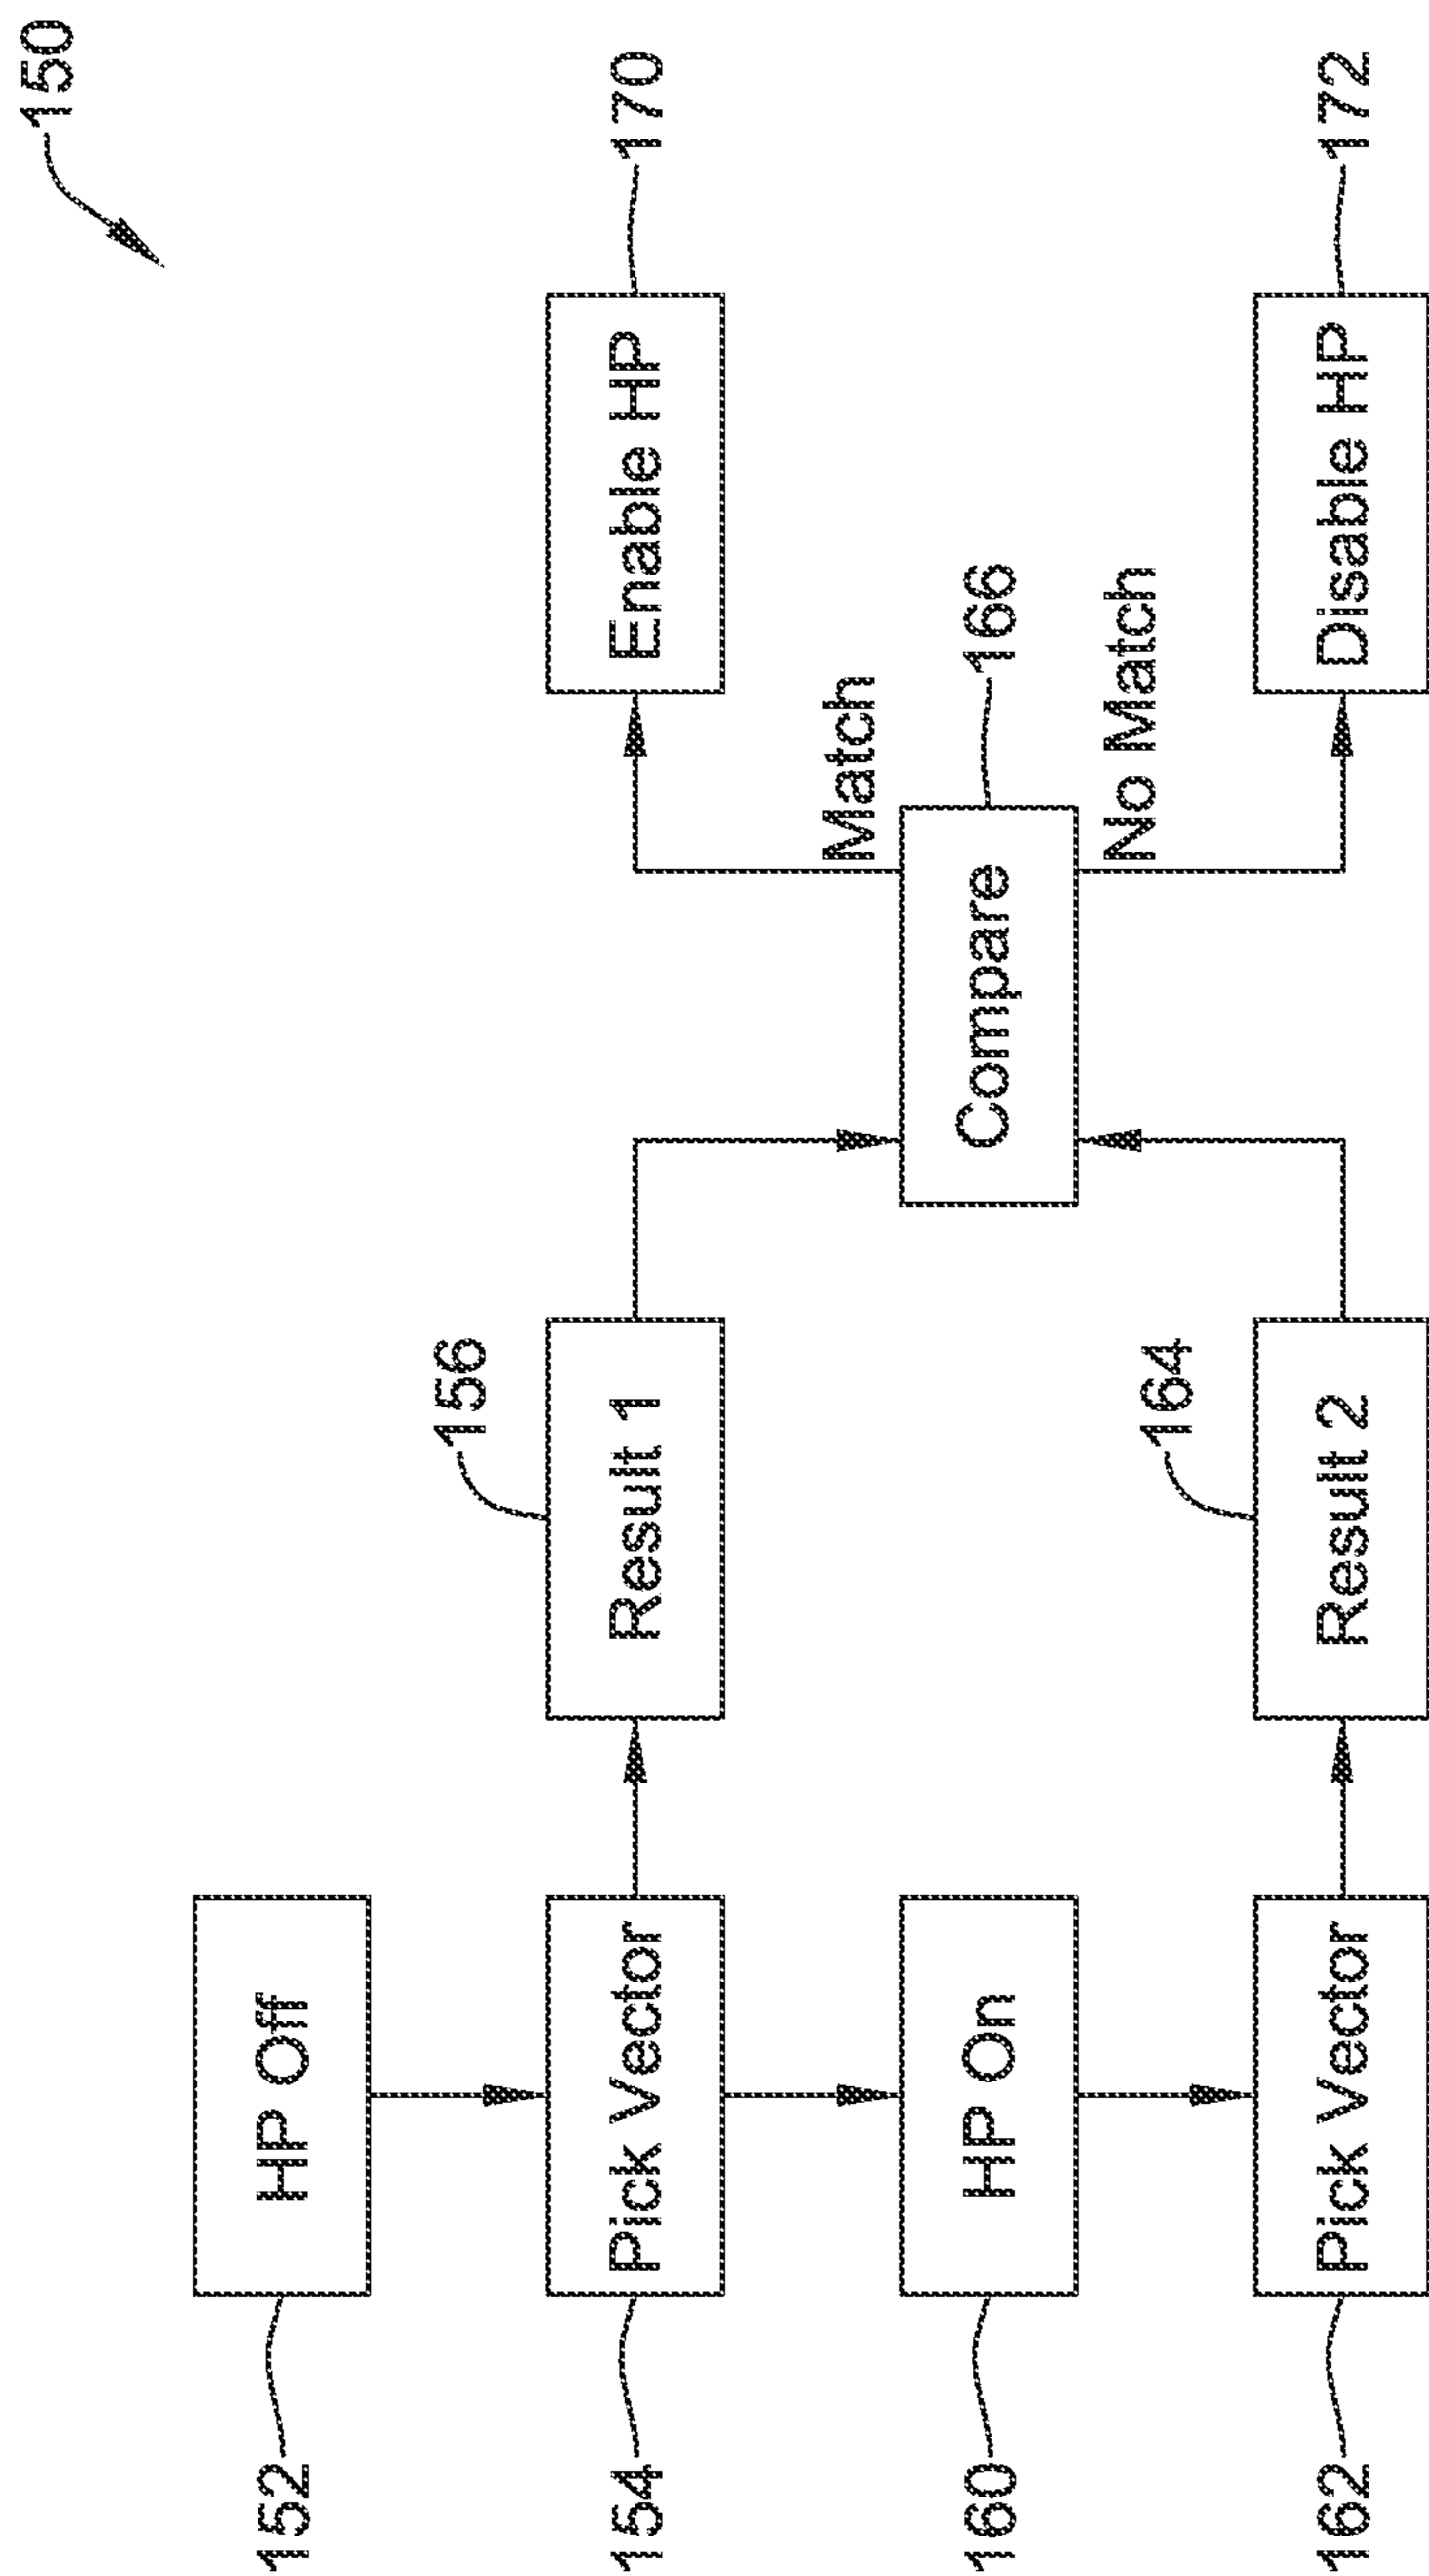 150
HP Off
152
Pick Vector
154
Result 1
156
Enable HP
170
HP On
160
Compare
166
Match
No Match
Pick Vector
162
Result 2
164
Disable HP
172